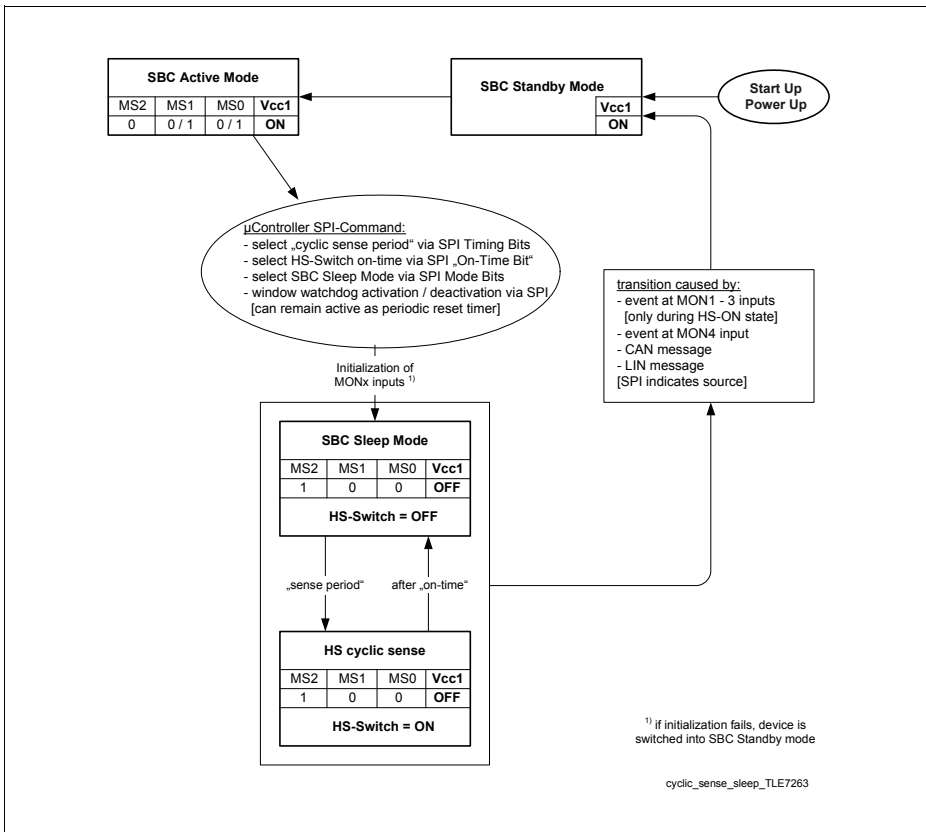 SBC Active Mode
MS2 MS1 MS0 Vcc1
0 0 / 1 0 / 1 ON
SBC Standby Mode
Vcc1
ON
Start Up
Power Up
µController SPI-Command:
- select „cyclic sense period“ via SPI Timing Bits
- select HS-Switch on-time via SPI „On-Time Bit“
- select SBC Sleep Mode via SPI Mode Bits
- window watchdog activation / deactivation via SPI
[can remain active as periodic reset timer]
transition caused by:
- event at MON1 - 3 inputs
[only during HS-ON state]
- event at MON4 input
- CAN message
- LIN message
[SPI indicates source]
Initialization of
MONx inputs 1)
SBC Sleep Mode
MS2 MS1 MS0 Vcc1
1 0 0 OFF
HS-Switch = OFF
„sense period“ after „on-time“
HS cyclic sense
MS2 MS1 MS0 Vcc1
1 0 0 OFF
HS-Switch = ON
1) if initialization fails, device is
switched into SBC Standby mode
cyclic_sense_sleep_TLE7263